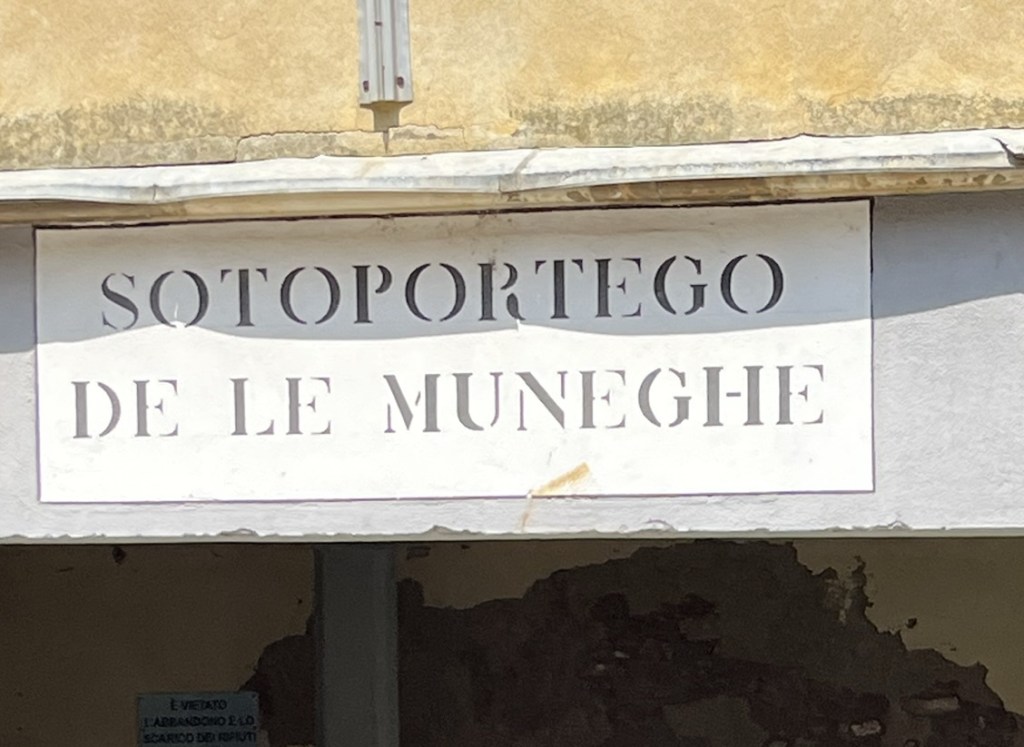 SOTOPORTEGO
DE LE MUNEGHE
È VIETATO
L'ABBANDONO E LO
SCARICO DEI RIFIUTI